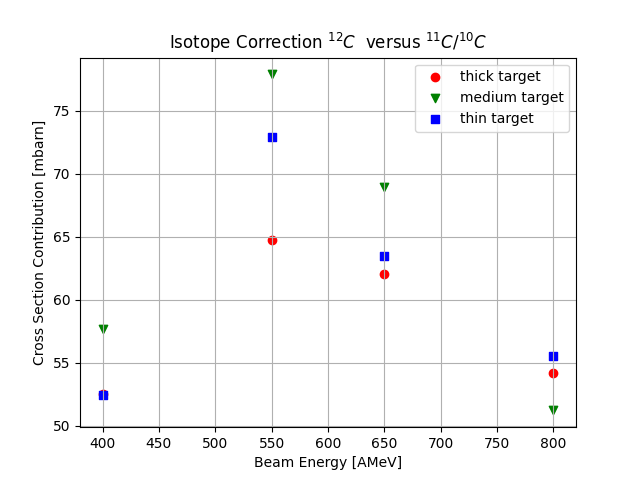 Isotope Correction ¹²C versus ¹¹C/¹⁰C
thick target
medium target
thin target
75
70
65
60
55
50
Cross Section Contribution [mbarn]
400 450 500 550 600 650 700 750 800
Beam Energy [AMeV]